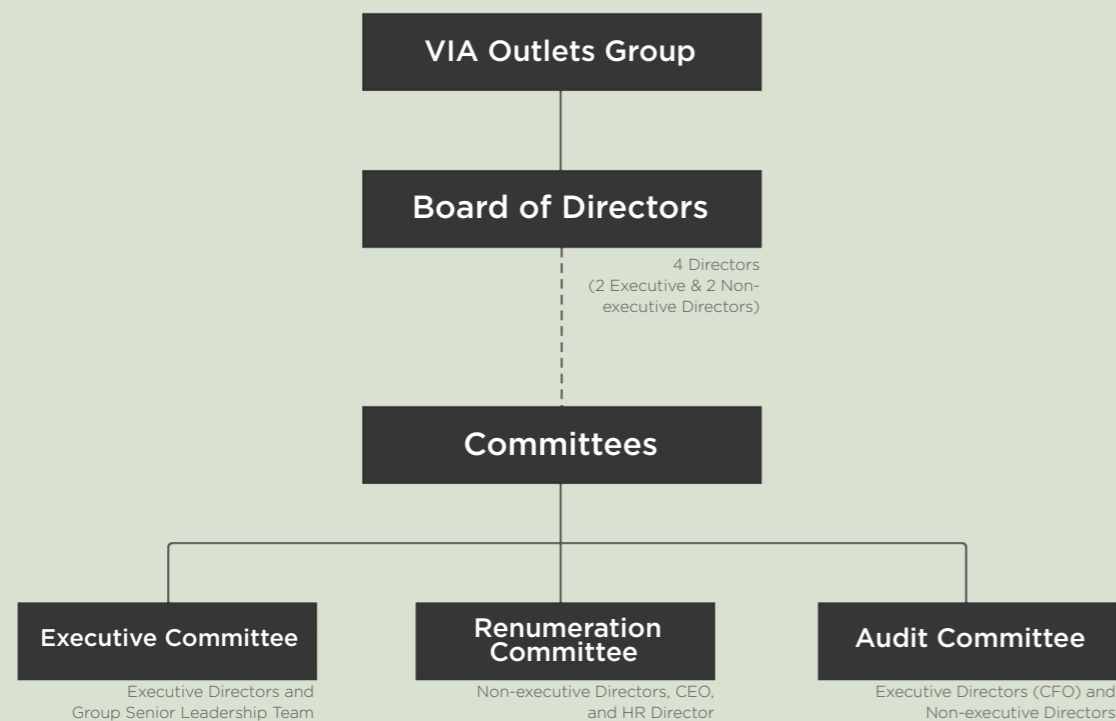 VIA Outlets Group
Board of Directors
4 Directors
(2 Executive & 2 Non-
executive Directors)
Committees
Executive Committee
Executive Directors and
Group Senior Leadership Team
Renumeration
Committee
Non-executive Directors, CEO,
and HR Director
Audit Committee
Executive Directors (CFO) and
Non-executive Directors